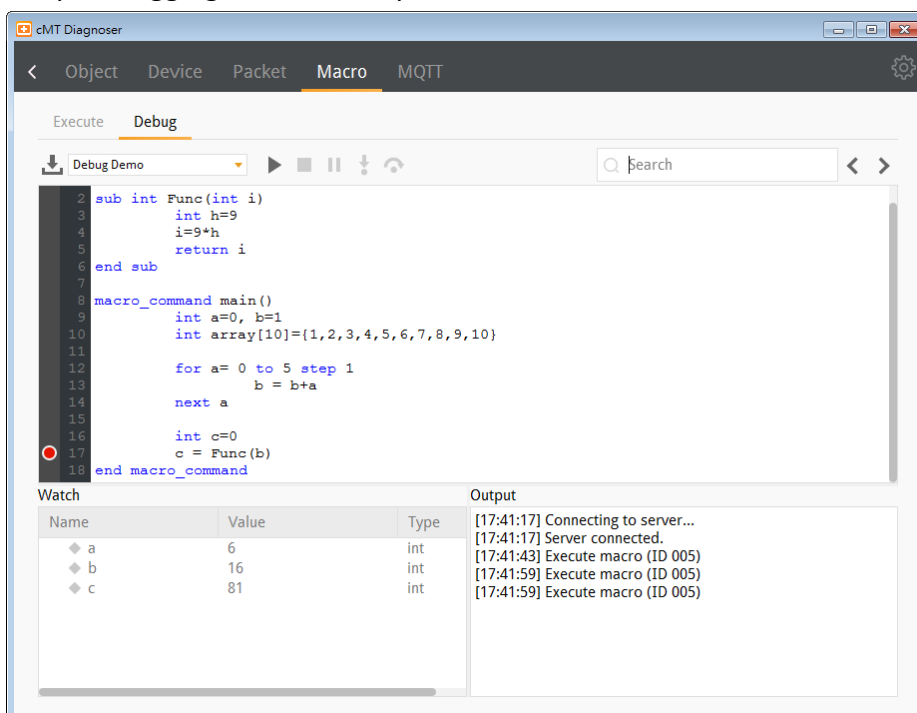 cMT Diagnoser
Object Device Packet Macro MQTT
Execute Debug
Debug Demo
Search
2 sub int Func(int i)
3 int h=9
4 i=9*h
5 return i
6 end sub
7
8 macro_command main()
9 int a=0, b=1
10 int array[10]={1,2,3,4,5,6,7,8,9,10}
11
12 for a= 0 to 5 step 1
13 b = b+a
14 next a
15
16 int c=0
17 c = Func(b)
18 end macro_command
Watch
Name Value Type
a 6 int
b 16 int
c 81 int
Output
[17:41:17] Connecting to server...
[17:41:17] Server connected.
[17:41:43] Execute macro (ID 005)
[17:41:59] Execute macro (ID 005)
[17:41:59] Execute macro (ID 005)